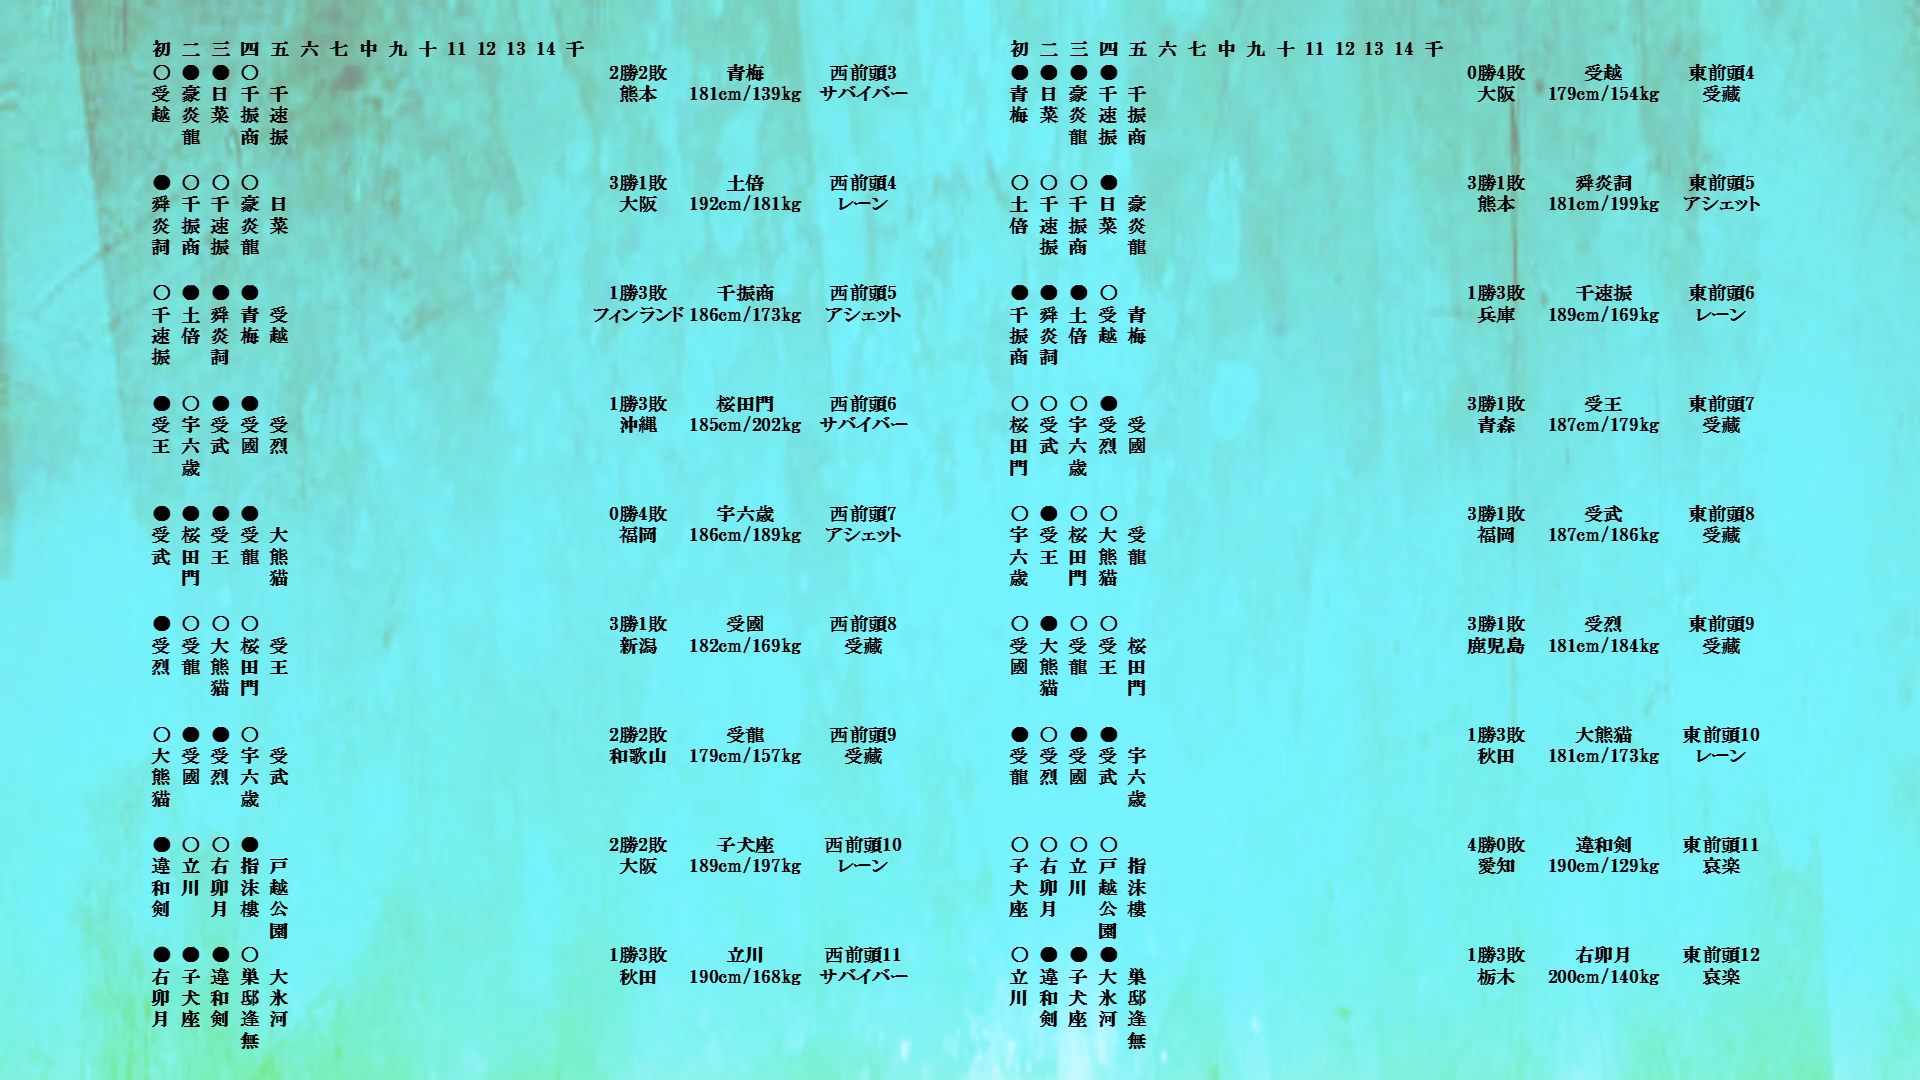 初 二 三 四 五 六 七 中 九 十 11 12 13 14 千
○ ● ● ○ 2勝2敗 青梅 西前頭3
受越 豪炎龍 日菜 千振商 千速振 熊本 181cm/139kg サバイバー
● ○ ○ ○ 3勝1敗 土倍 西前頭4
舜炎詞 千振商 千速振 豪炎龍 日菜 大阪 192cm/181kg レーン
○ ● ● ● 1勝3敗 千振商 西前頭5
千速振 土倍 舜炎詞 青梅 受越 フィンランド 186cm/173kg アシェット
● ○ ● ● 1勝3敗 桜田門 西前頭6
受王 宇六歳 受武 受國 受烈 沖縄 185cm/202kg サバイバー
● ● ● ● 0勝4敗 宇六歳 西前頭7
受武 桜田門 受王 受龍 大熊猫 福岡 186cm/189kg アシェット
● ○ ○ ○ 3勝1敗 受國 西前頭8
受烈 受龍 大熊猫 桜田門 受王 新潟 182cm/169kg 受藏
○ ● ● ○ 2勝2敗 受龍 西前頭9
大熊猫 受國 受烈 宇六歳 受武 和歌山 179cm/157kg 受藏
● ○ ○ ● 2勝2敗 子犬座 西前頭10
違和剣 立川 右卯月 指沫樓 戸越公園 大阪 189cm/197kg レーン
● ● ● ○ 1勝3敗 立川 西前頭11
右卯月 子犬座 違和剣 巣邸逢無 大氷河 秋田 190cm/168kg サバイバー
初 二 三 四 五 六 七 中 九 十 11 12 13 14 千
● ● ● ● 0勝4敗 受越 東前頭4
青梅 日菜 豪炎龍 千速振 千振商 大阪 179cm/154kg 受藏
○ ○ ○ ● 3勝1敗 舜炎詞 東前頭5
土倍 千速振 千振商 日菜 豪炎龍 熊本 181cm/199kg アシェット
● ● ● ○ 1勝3敗 千速振 東前頭6
千振商 舜炎詞 土倍 受越 青梅 兵庫 189cm/169kg レーン
○ ○ ○ ● 3勝1敗 受王 東前頭7
桜田門 受武 宇六歳 受烈 受國 青森 187cm/179kg 受藏
○ ● ○ ○ 3勝1敗 受武 東前頭8
宇六歳 受王 桜田門 大熊猫 受龍 福岡 187cm/186kg 受藏
○ ● ○ ○ 3勝1敗 受烈 東前頭9
受國 大熊猫 受龍 受王 桜田門 鹿児島 181cm/184kg 受藏
● ○ ● ● 1勝3敗 大熊猫 東前頭10
受龍 受烈 受國 受武 宇六歳 秋田 181cm/173kg レーン
○ ○ ○ ○ 4勝0敗 違和剣 東前頭11
子犬座 右卯月 立川 戸越公園 指沫樓 愛知 190cm/129kg 哀楽
○ ● ● ● 1勝3敗 右卯月 東前頭12
立川 違和剣 子犬座 大氷河 巣邸逢無 栃木 200cm/140kg 哀楽